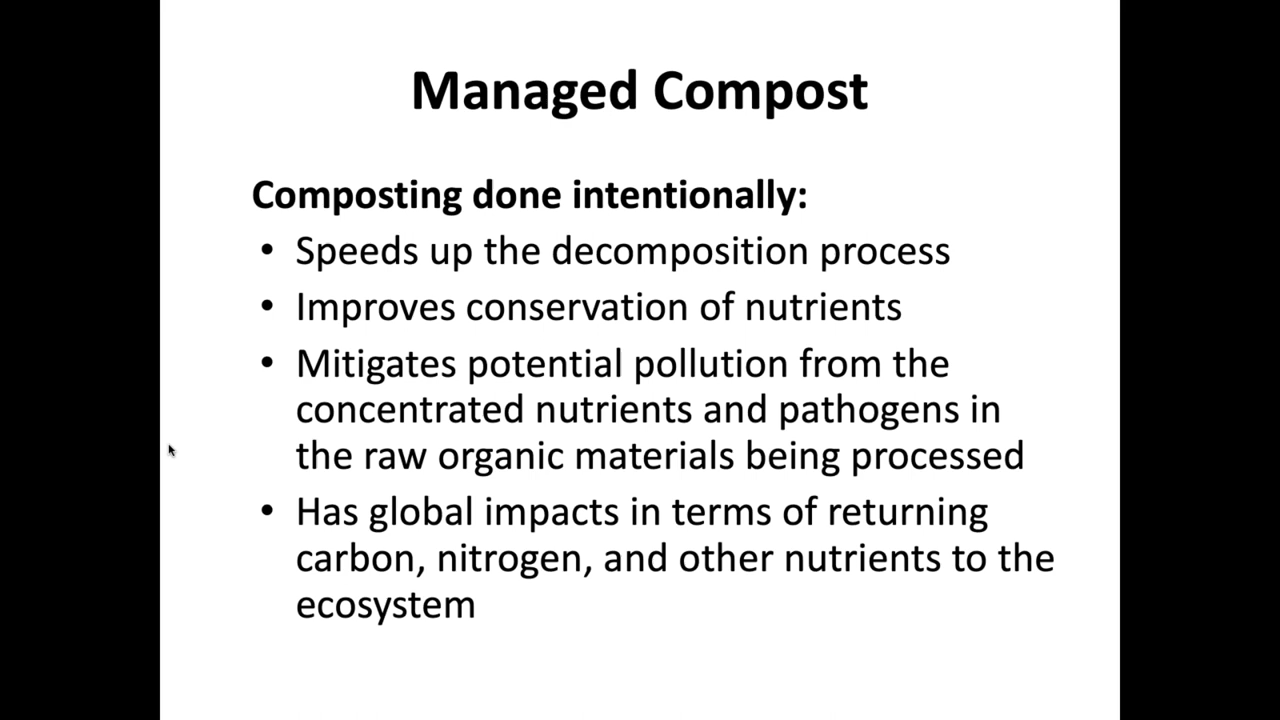 Managed Compost
Composting done intentionally:
• Speeds up the decomposition process
• Improves conservation of nutrients
• Mitigates potential pollution from the
concentrated nutrients and pathogens in
the raw organic materials being processed
• Has global impacts in terms of returning
carbon, nitrogen, and other nutrients to the
ecosystem